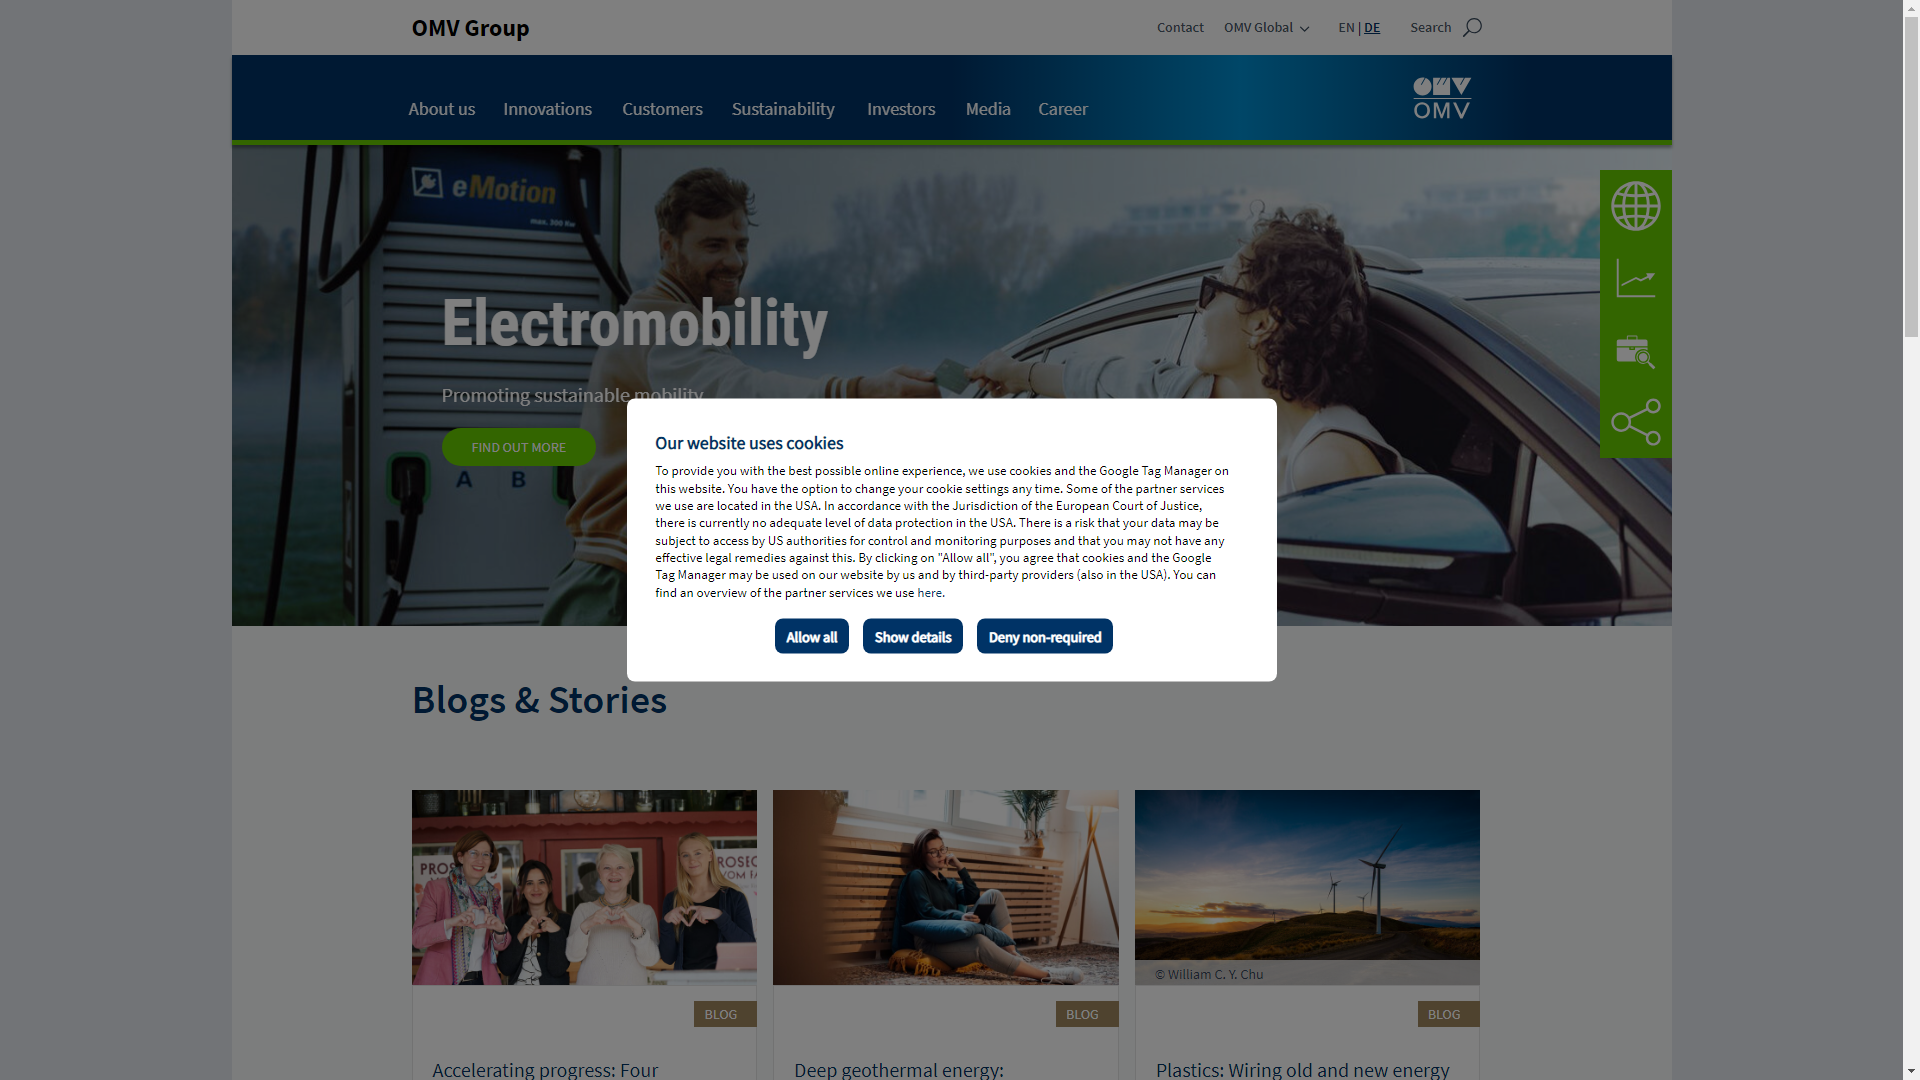 OMV Group
Contact
OMV Global
EN | DE
Search
About us
Innovations
Customers
Sustainability
Investors
Media
Career
OMV
eMotion
max. 300 Kw
Electromobility
Promoting sustainable mobility
FIND OUT MORE
A B
Our website uses cookies
To provide you with the best possible online experience, we use cookies and the Google Tag Manager on
this website. You have the option to change your cookie settings any time. Some of the partner services
we use are located in the USA. In accordance with the Jurisdiction of the European Court of Justice,
there is currently no adequate level of data protection in the USA. There is a risk that your data may be
subject to access by US authorities for control and monitoring purposes and that you may not have any
effective legal remedies against this. By clicking on "Allow all", you agree that cookies and the Google
Tag Manager may be used on our website by us and by third-party providers (also in the USA). You can
find an overview of the partner services we use here.
Allow all
Show details
Deny non-required
Blogs & Stories
© William C. Y. Chu
BLOG
BLOG
BLOG
Accelerating progress: Four
Deep geothermal energy:
Plastics: Wiring old and new energy